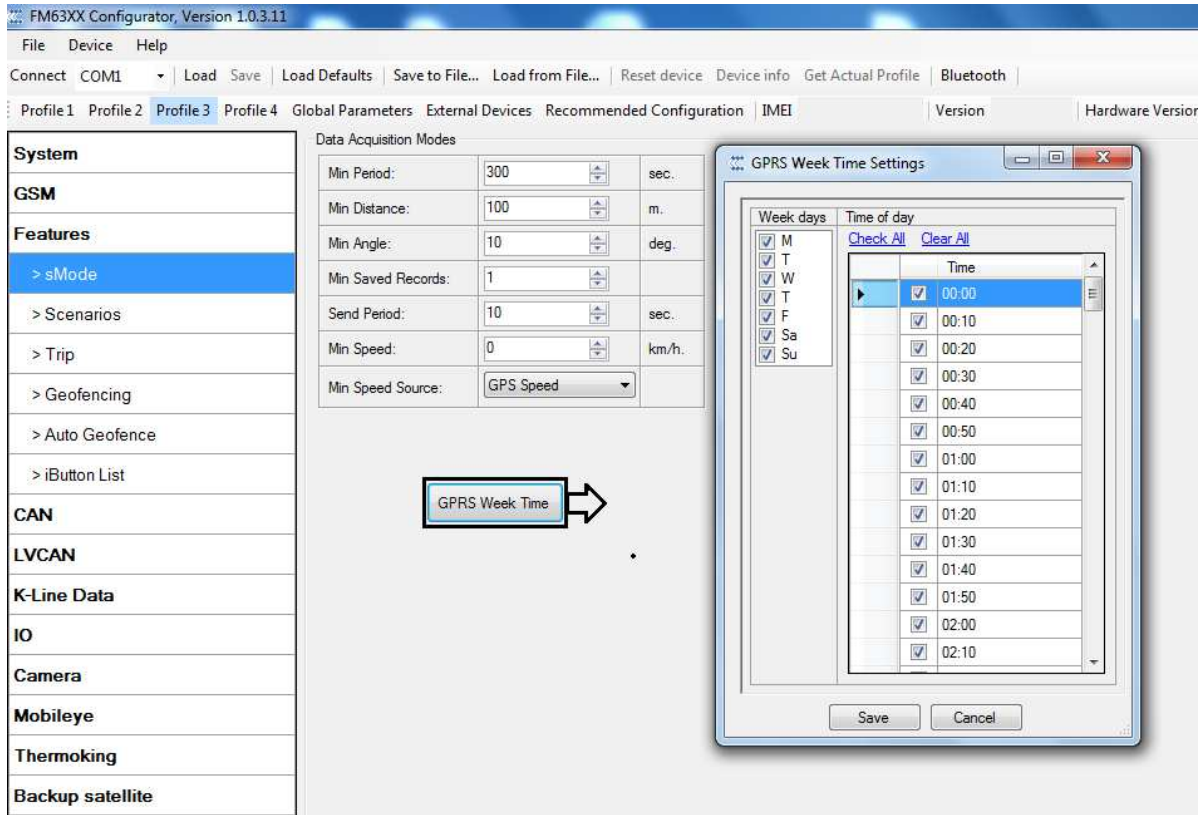 FM63XX Configurator, Version 1.0.3.11
File Device Help
Connect COM1 Load Save Load Defaults Save to File... Load from File... Reset device Device info Get Actual Profile Bluetooth
Profile 1 Profile 2 Profile 3 Profile 4 Global Parameters External Devices Recommended Configuration IMEI Version Hardware Version
System
GSM
Features
> sMode
> Scenarios
> Trip
> Geofencing
> Auto Geofence
> iButton List
CAN
LVCAN
K-Line Data
IO
Camera
Mobileye
Thermoking
Backup satellite
Data Acquisition Modes
Min Period: 300 sec.
Min Distance: 100 m.
Min Angle: 10 deg.
Min Saved Records: 1
Send Period: 10 sec.
Min Speed: 0 km/h.
Min Speed Source: GPS Speed
GPRS Week Time
GPRS Week Time Settings
Week days
M
T
W
T
F
Sa
Su
Time of day
Check All Clear All
Time
00:00
00:10
00:20
00:30
00:40
00:50
01:00
01:10
01:20
01:30
01:40
01:50
02:00
02:10
Save Cancel